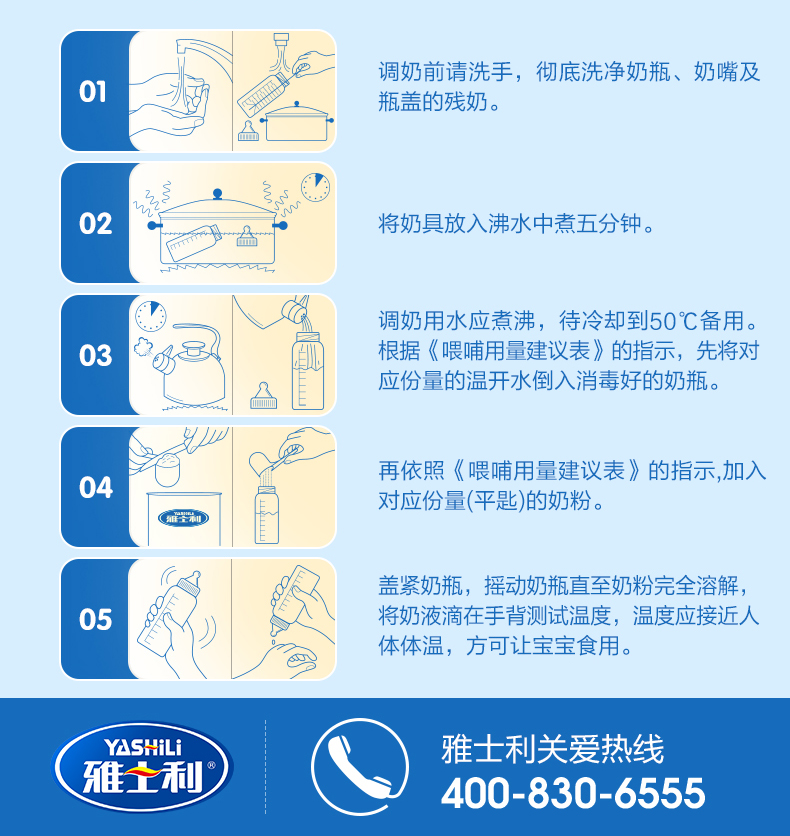 01
调奶前请洗手，彻底洗净奶瓶、奶嘴及
瓶盖的残奶。
02
将奶具放入沸水中煮五分钟。
03
调奶用水应煮沸，待冷却到50℃备用。
根据《喂哺用量建议表》的指示，先将对
应份量的温开水倒入消毒好的奶瓶。
04
YASHILI
雅士利
再依照《喂哺用量建议表》的指示,加入
对应份量(平匙)的奶粉。
05
盖紧奶瓶，摇动奶瓶直至奶粉完全溶解，
将奶液滴在手背测试温度，温度应接近人
体体温，方可让宝宝食用。
YASHILI
雅士利®
雅士利关爱热线
400-830-6555